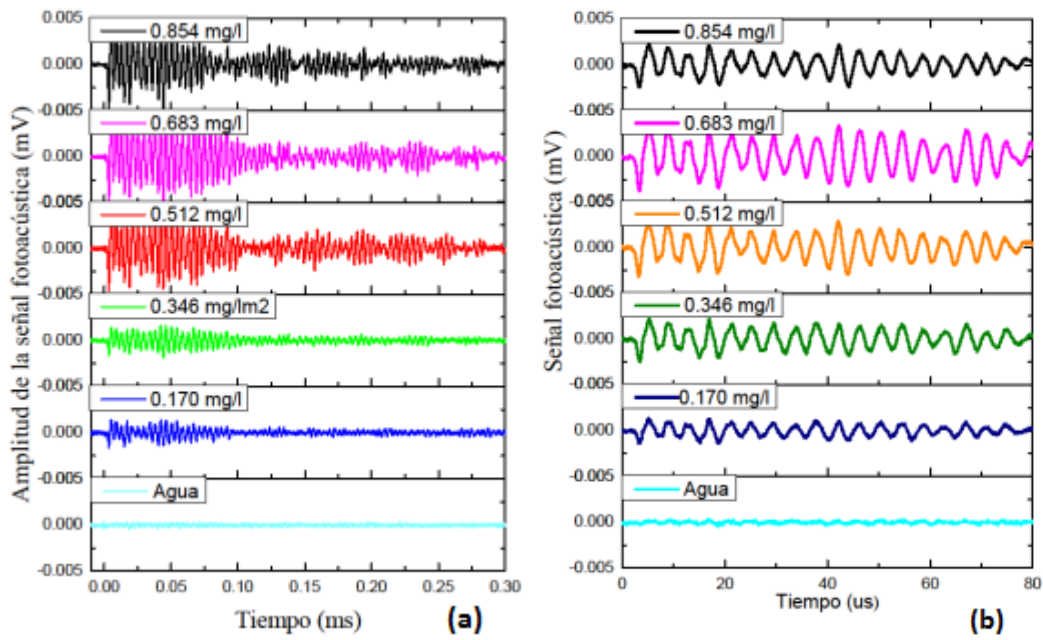 Amplitud de la señal fotoacústica (mV)
0.005
0.000
-0.005
0.000
-0.005
0.000
-0.005
0.000
-0.005
0.000
-0.005
0.000
-0.005
0.854 mg/l
0.683 mg/l
0.512 mg/l
0.346 mg/lm2
0.170 mg/l
Agua
0.00 0.05 0.10 0.15 0.20 0.25 0.30
Tiempo (ms)
(a)
Señal fotoacústica (mV)
0.005
0.000
-0.005
0.000
-0.005
0.000
-0.005
0.000
-0.005
0.000
-0.005
0.000
-0.005
0.854 mg/l
0.683 mg/l
0.512 mg/l
0.346 mg/l
0.170 mg/l
Agua
0 20 40 60 80
Tiempo (us)
(b)